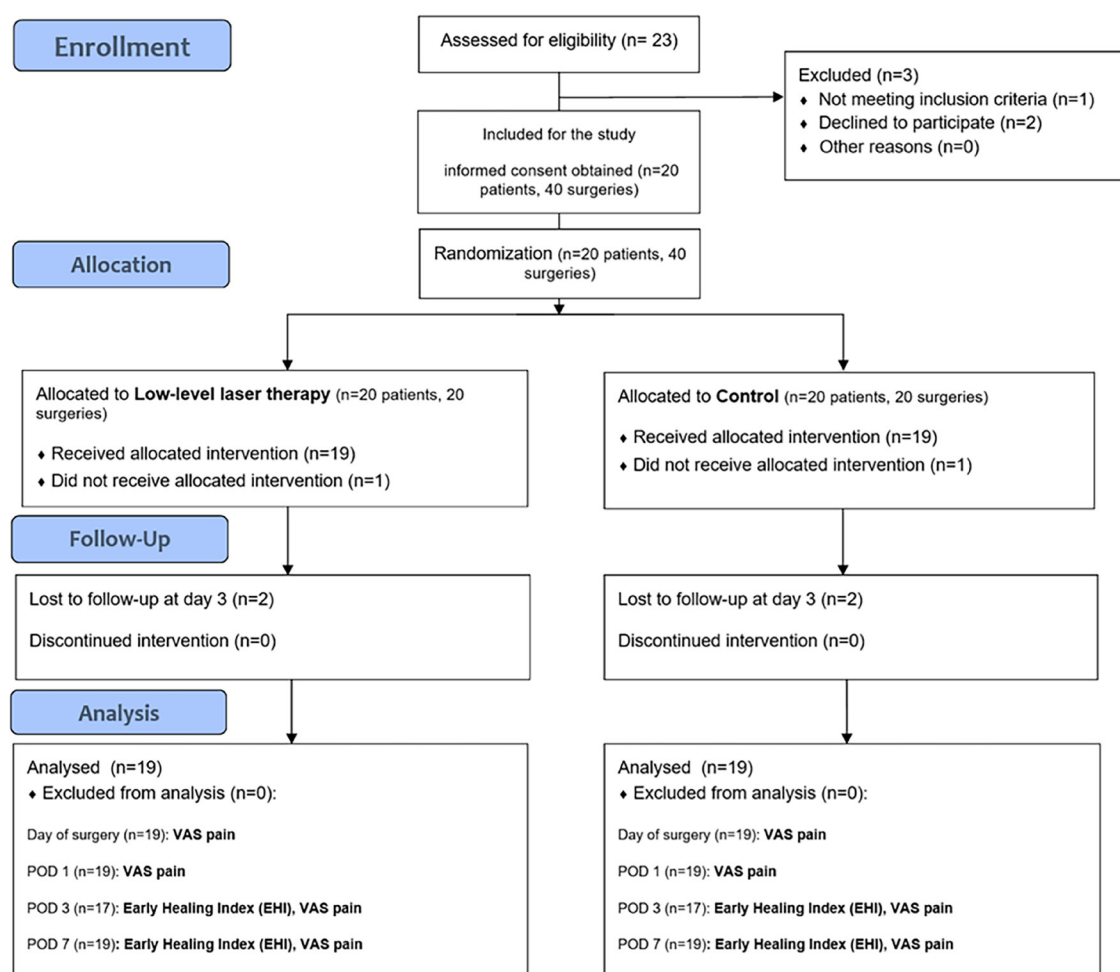 Enrollment
Assessed for eligibility (n= 23)
Excluded (n=3)
♦ Not meeting inclusion criteria (n=1)
♦ Declined to participate (n=2)
♦ Other reasons (n=0)
Included for the study
informed consent obtained (n=20
patients, 40 surgeries)
Allocation
Randomization (n=20 patients, 40
surgeries)
Allocated to Low-level laser therapy (n=20 patients, 20
surgeries)
♦ Received allocated intervention (n=19)
♦ Did not receive allocated intervention (n=1)
Allocated to Control (n=20 patients, 20 surgeries)
♦ Received allocated intervention (n=19)
♦ Did not receive allocated intervention (n=1)
Follow-Up
Lost to follow-up at day 3 (n=2)
Discontinued intervention (n=0)
Lost to follow-up at day 3 (n=2)
Discontinued intervention (n=0)
Analysis
Analysed (n=19)
♦ Excluded from analysis (n=0):
Day of surgery (n=19): VAS pain
POD 1 (n=19): VAS pain
POD 3 (n=17): Early Healing Index (EHI), VAS pain
POD 7 (n=19): Early Healing Index (EHI), VAS pain
Analysed (n=19)
♦ Excluded from analysis (n=0):
Day of surgery (n=19): VAS pain
POD 1 (n=19): VAS pain
POD 3 (n=17): Early Healing Index (EHI), VAS pain
POD 7 (n=19): Early Healing Index (EHI), VAS pain